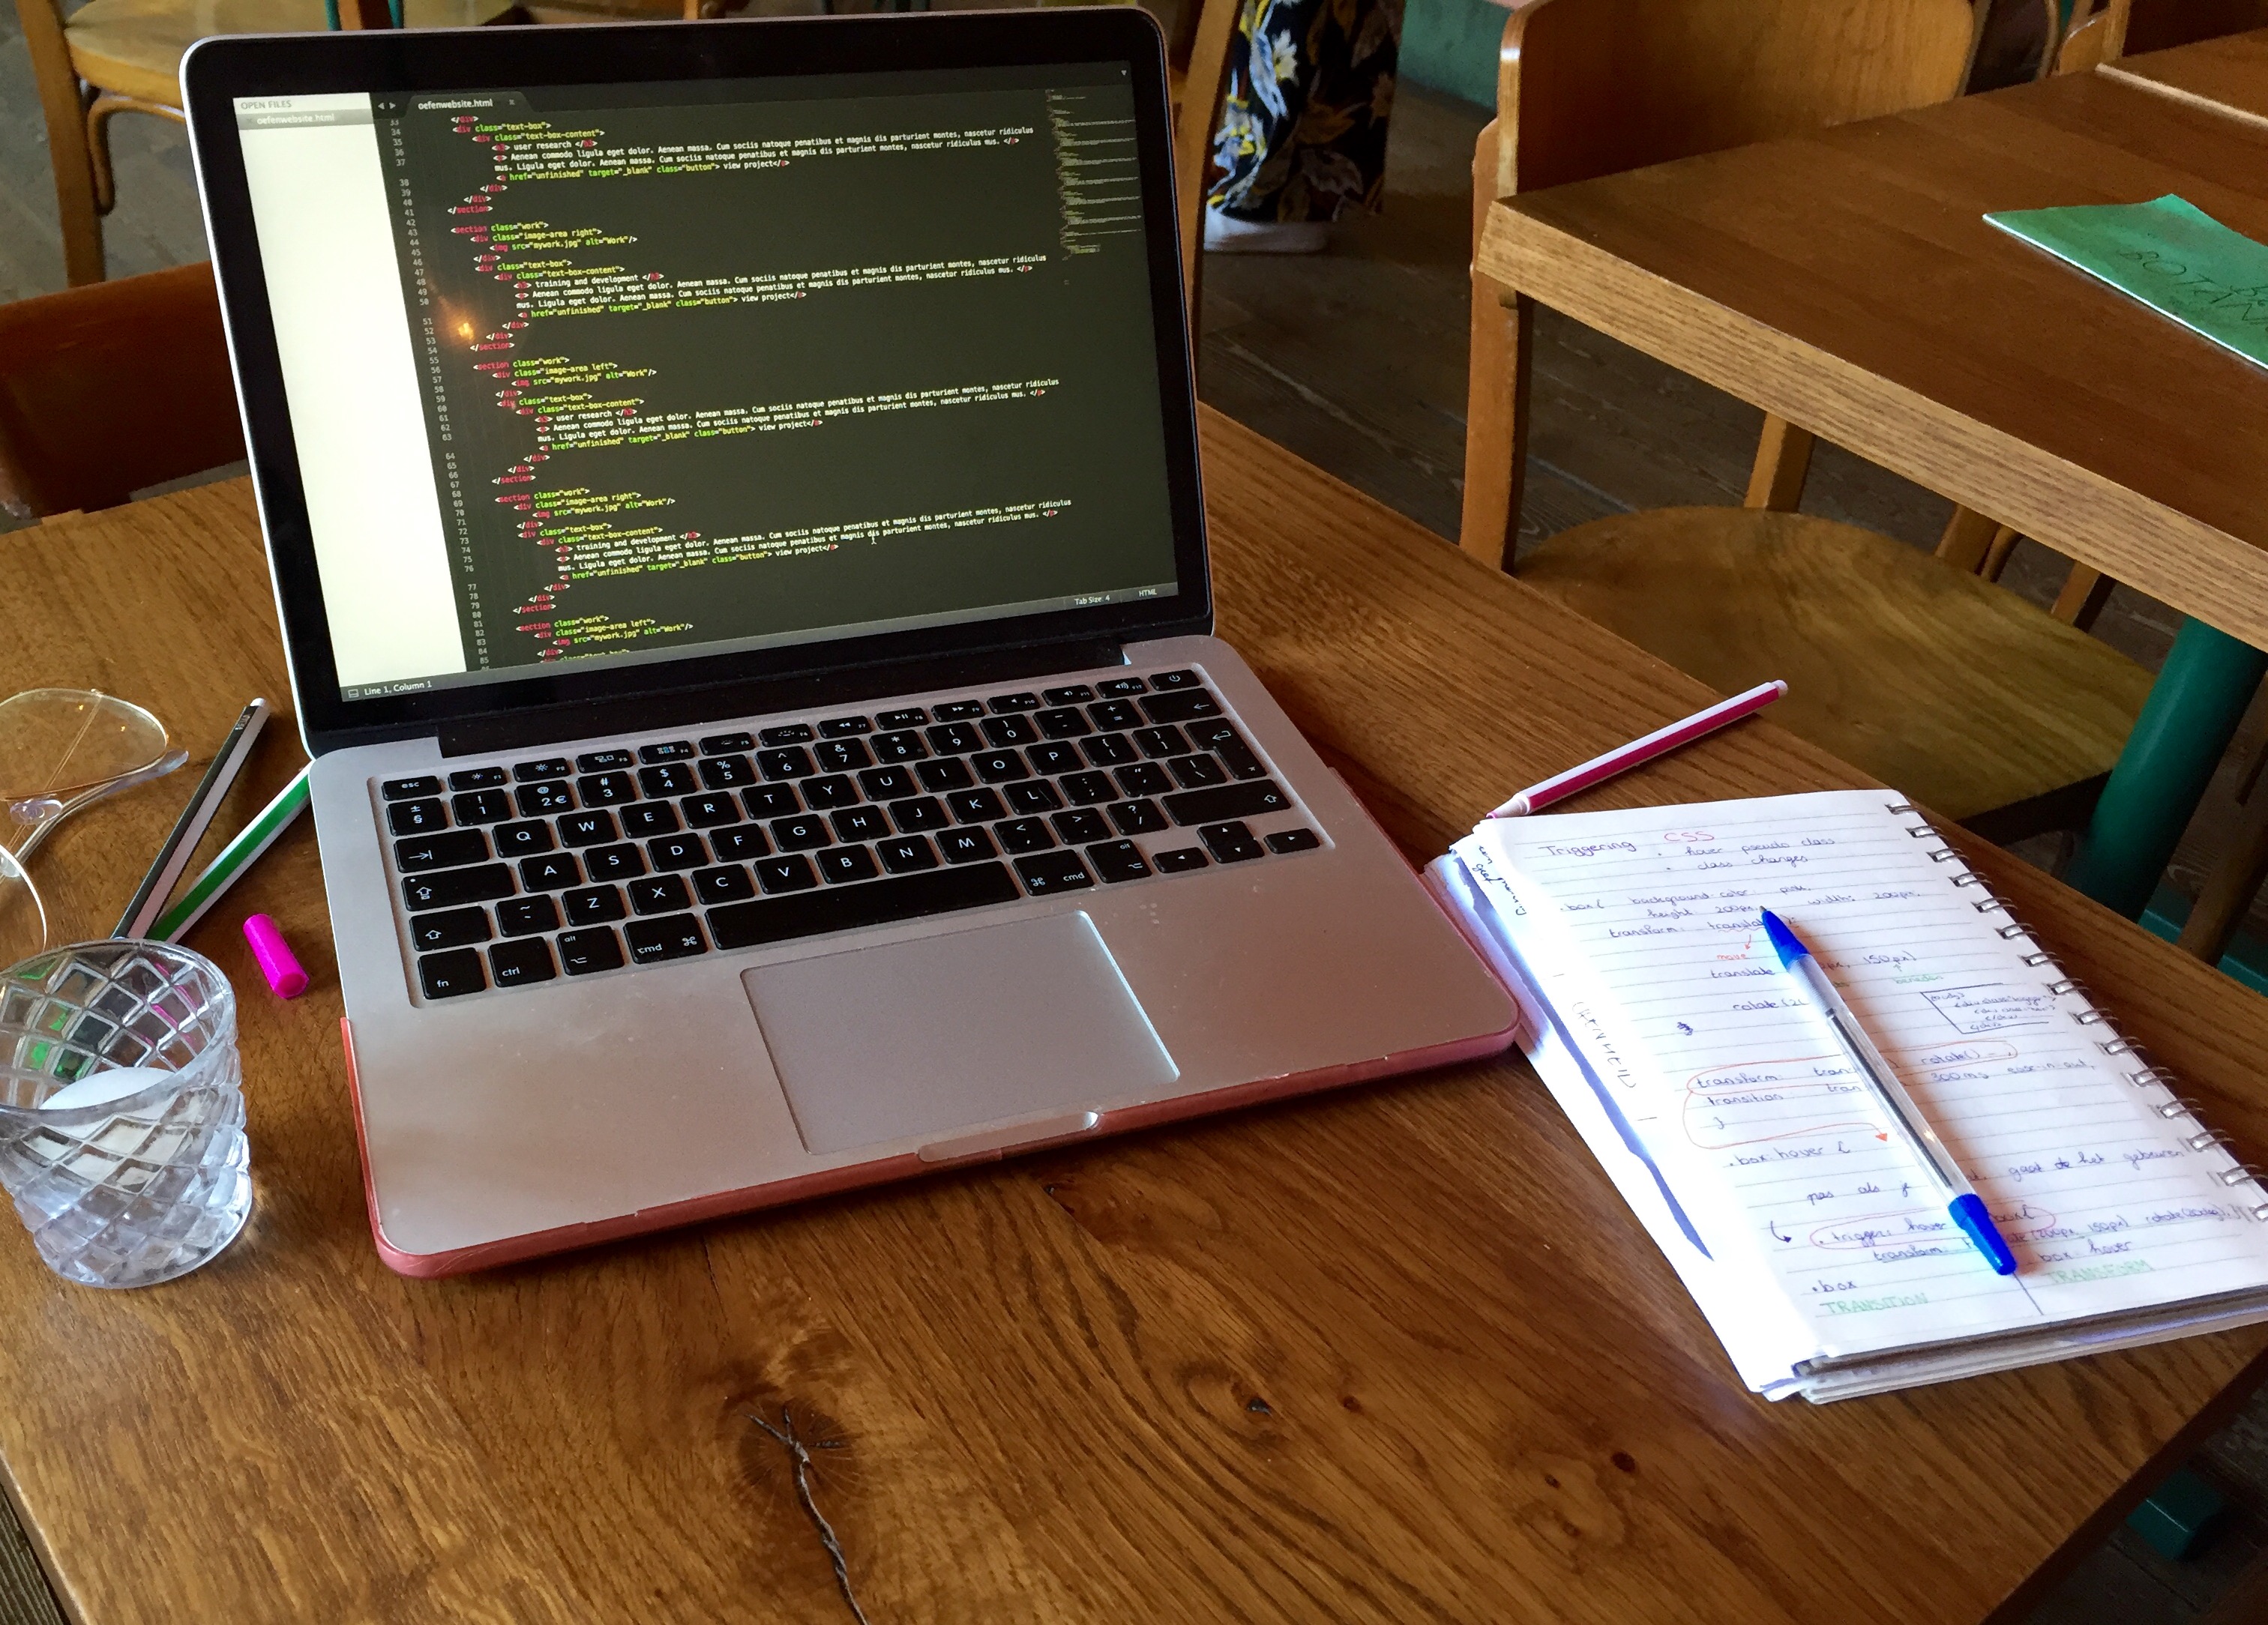 OPEN FILES
oefenwebsite.html
oefenwebsite.html
33 </div>
34 <div class="text-box">
35 <div class="text-box-content">
36 <h3> user research </h3>
37 <p> Aenean commodo ligula eget dolor. Aenean massa. Cum sociis natoque penatibus et magnis dis parturient montes, nascetur ridiculus
mus. Ligula eget dolor. Aenean massa. Cum sociis natoque penatibus et magnis dis parturient montes, nascetur ridiculus mus. </p>
38 <a href="unfinished" target="_blank" class="button"> view project</a>
39 </div>
40 </div>
41 </section>
42
43 <section class="work">
44 <div class="image-area right">
45 <img src="mywork.jpg" alt="Work"/>
46 </div>
47 <div class="text-box">
48 <div class="text-box-content">
49 <h3> training and development </h3>
50 <p> Aenean commodo ligula eget dolor. Aenean massa. Cum sociis natoque penatibus et magnis dis parturient montes, nascetur ridiculus
mus. Ligula eget dolor. Aenean massa. Cum sociis natoque penatibus et magnis dis parturient montes, nascetur ridiculus mus. </p>
51 <a href="unfinished" target="_blank" class="button"> view project</a>
52 </div>
53 </div>
54 </section>
55
56 <section class="work">
57 <div class="image-area left">
58 <img src="mywork.jpg" alt="Work"/>
59 </div>
60 <div class="text-box">
61 <div class="text-box-content">
62 <h3> user research </h3>
63 <p> Aenean commodo ligula eget dolor. Aenean massa. Cum sociis natoque penatibus et magnis dis parturient montes, nascetur ridiculus
mus. Ligula eget dolor. Aenean massa. Cum sociis natoque penatibus et magnis dis parturient montes, nascetur ridiculus mus. </p>
64 <a href="unfinished" target="_blank" class="button"> view project</a>
65 </div>
66 </div>
67 </section>
68
69 <section class="work">
70 <div class="image-area right">
71 <img src="mywork.jpg" alt="Work"/>
72 </div>
73 <div class="text-box">
74 <div class="text-box-content">
75 <h3> training and development </h3>
76 <p> Aenean commodo ligula eget dolor. Aenean massa. Cum sociis natoque penatibus et magnis dis parturient montes, nascetur ridiculus
mus. Ligula eget dolor. Aenean massa. Cum sociis natoque penatibus et magnis dis parturient montes, nascetur ridiculus mus. </p>
77 <a href="unfinished" target="_blank" class="button"> view project</a>
78 </div>
79 </div>
80 </section>
81
82 <section class="work">
83 <div class="image-area left">
84 <img src="mywork.jpg" alt="Work"/>
85 </div>
Line 1, Column 1
Tab Size: 4
HTML
esc
± § ! 1 @ 2 € # 3 $ 4 % 5 ^ 6 & 7 * 8 ( 9 ) 0 _ - + =
Q W E R T Y U I O P { [ } ]
A S D F G H J K L : ; " ' | \
~ ` Z X C V B N M < , > . ? /
fn ctrl alt cmd cmd alt
Triggering CSS
• hover pseudo class
• class changes
.box { background-color: pink.
height 200px. width: 200px.
transform: translate
move
translate 150px)
rotate (20
transform: tran rotate()
transition tran 300ms ease-in-out,
}
.box:hover {
gaat de het gebeuren
pas als je
.trigger: hover .box{
transform: 150px) rotate(20deg);
.box
box hover
TRANSITION
TRANSFORM